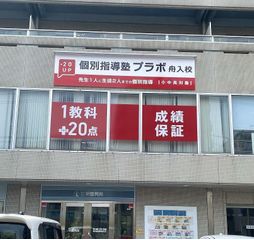 +20
UP
個別指導塾 プラボ 舟入校
先生1人に生徒2人までの個別指導 [小中高対象]
1教科
+20点
成績
保証